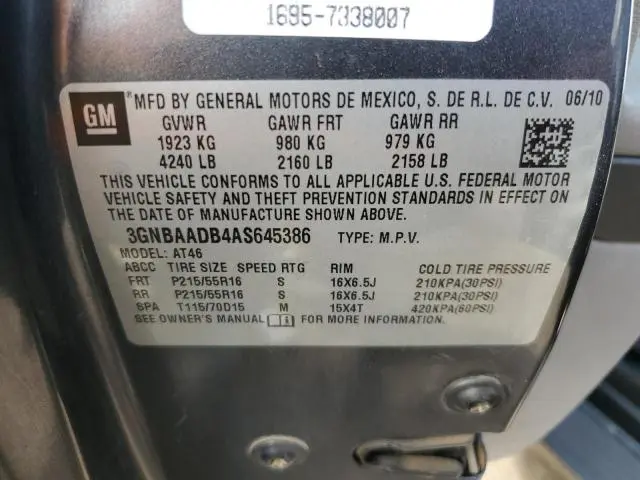 1695-7338007
GM ® MFD BY GENERAL MOTORS DE MEXICO, S. DE R.L. DE C.V. 06/10
GVWR GAWR FRT GAWR RR
1923 KG 980 KG 979 KG
4240 LB 2160 LB 2158 LB
THIS VEHICLE CONFORMS TO ALL APPLICABLE U.S. FEDERAL MOTOR
VEHICLE SAFETY AND THEFT PREVENTION STANDARDS IN EFFECT ON
THE DATE OF MANUFACTURE SHOWN ABOVE.
3GNBAADB4AS645386 TYPE: M.P.V.
MODEL: AT46
ABCC TIRE SIZE SPEED RTG RIM COLD TIRE PRESSURE
FRT P215/55R16 S 16X6.5J 210KPA(30PSI)
RR P215/55R16 S 16X6.5J 210KPA(30PSI)
SPA T115/70D15 M 15X4T 420KPA(60PSI)
SEE OWNER'S MANUAL FOR MORE INFORMATION.